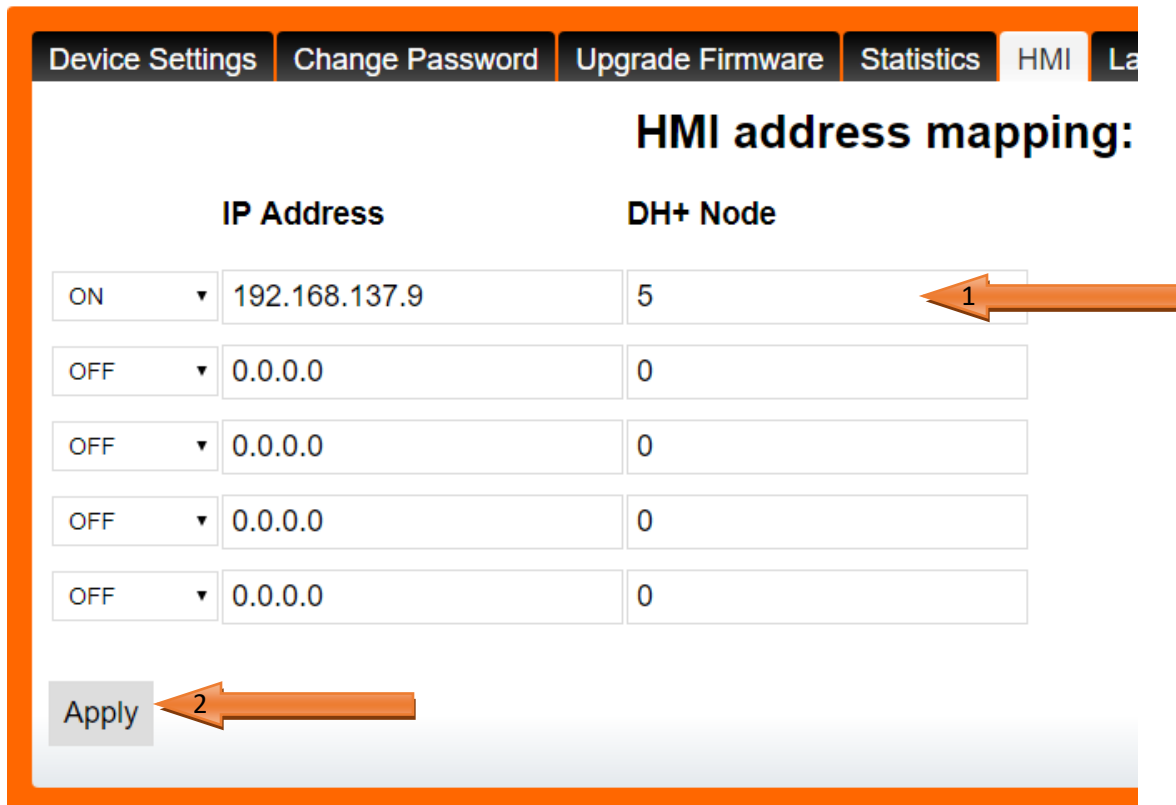 Device Settings Change Password Upgrade Firmware Statistics HMI La
HMI address mapping:
IP Address DH+ Node
ON 192.168.137.9 5 1
OFF 0.0.0.0 0
OFF 0.0.0.0 0
OFF 0.0.0.0 0
OFF 0.0.0.0 0
Apply 2